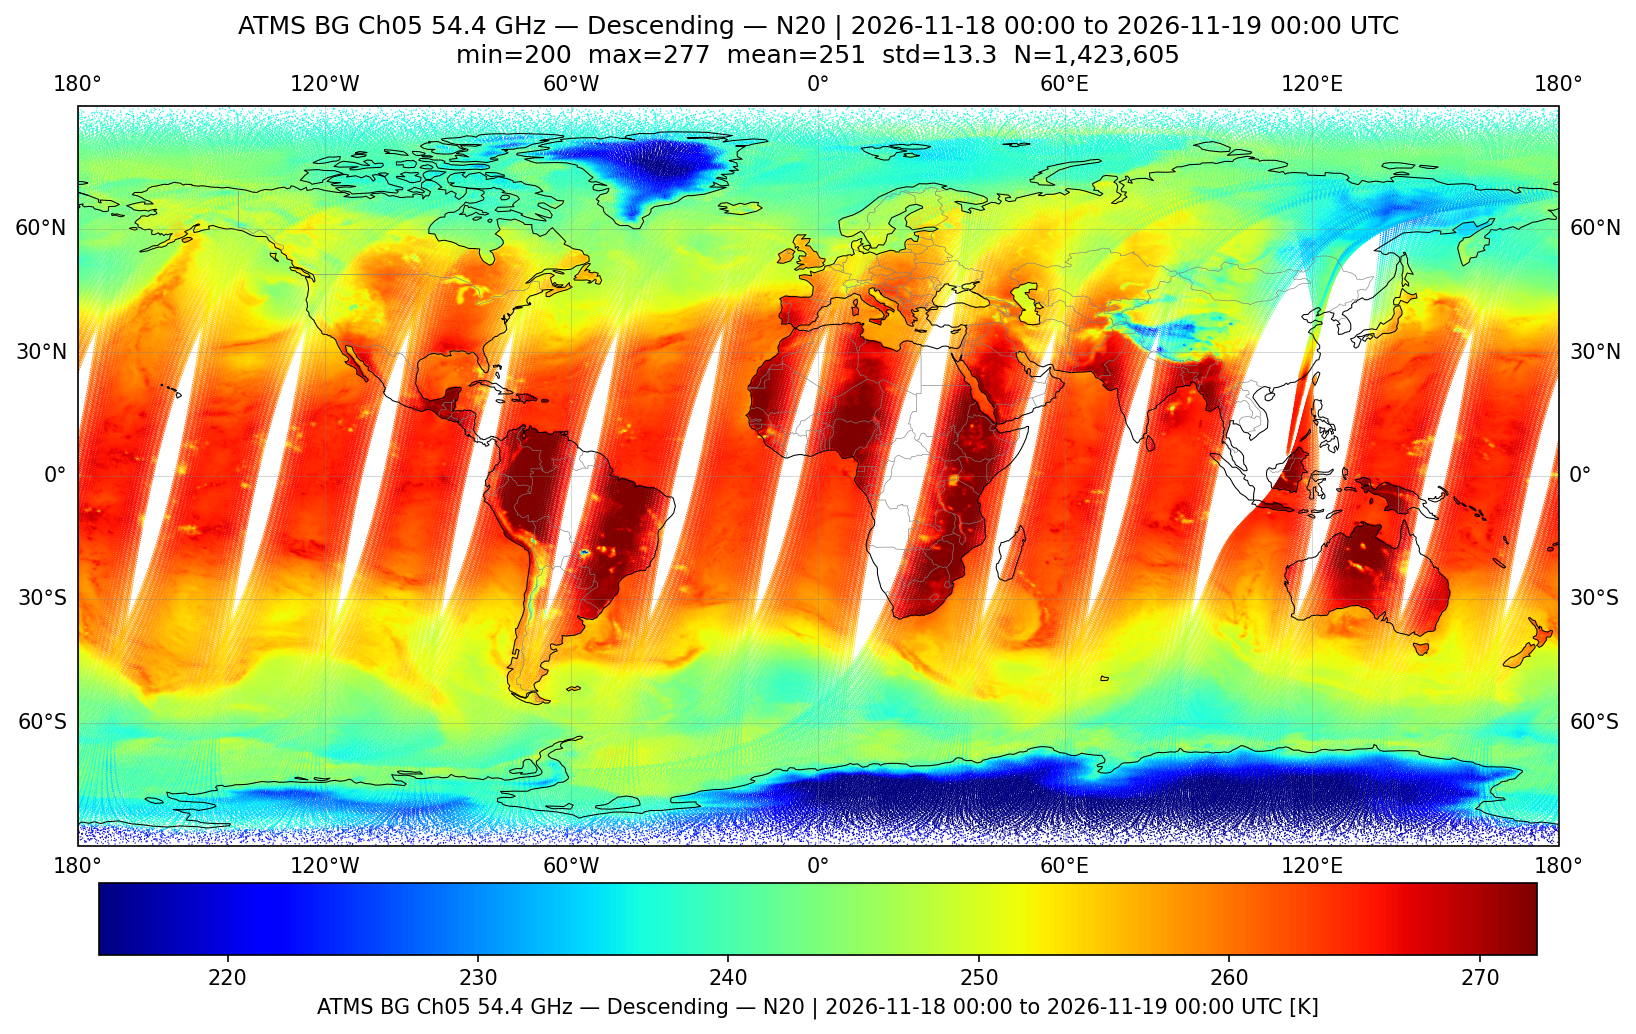 ATMS BG Ch05 54.4 GHz — Descending — N20 | 2026-11-18 00:00 to 2026-11-19 00:00 UTC
min=200  max=277  mean=251  std=13.3  N=1,423,605
180° 120°W 60°W 0° 60°E 120°E 180°
60°N 60°N
30°N 30°N
0° 0°
30°S 30°S
60°S 60°S
180° 120°W 60°W 0° 60°E 120°E 180°
220 230 240 250 260 270
ATMS BG Ch05 54.4 GHz — Descending — N20 | 2026-11-18 00:00 to 2026-11-19 00:00 UTC [K]